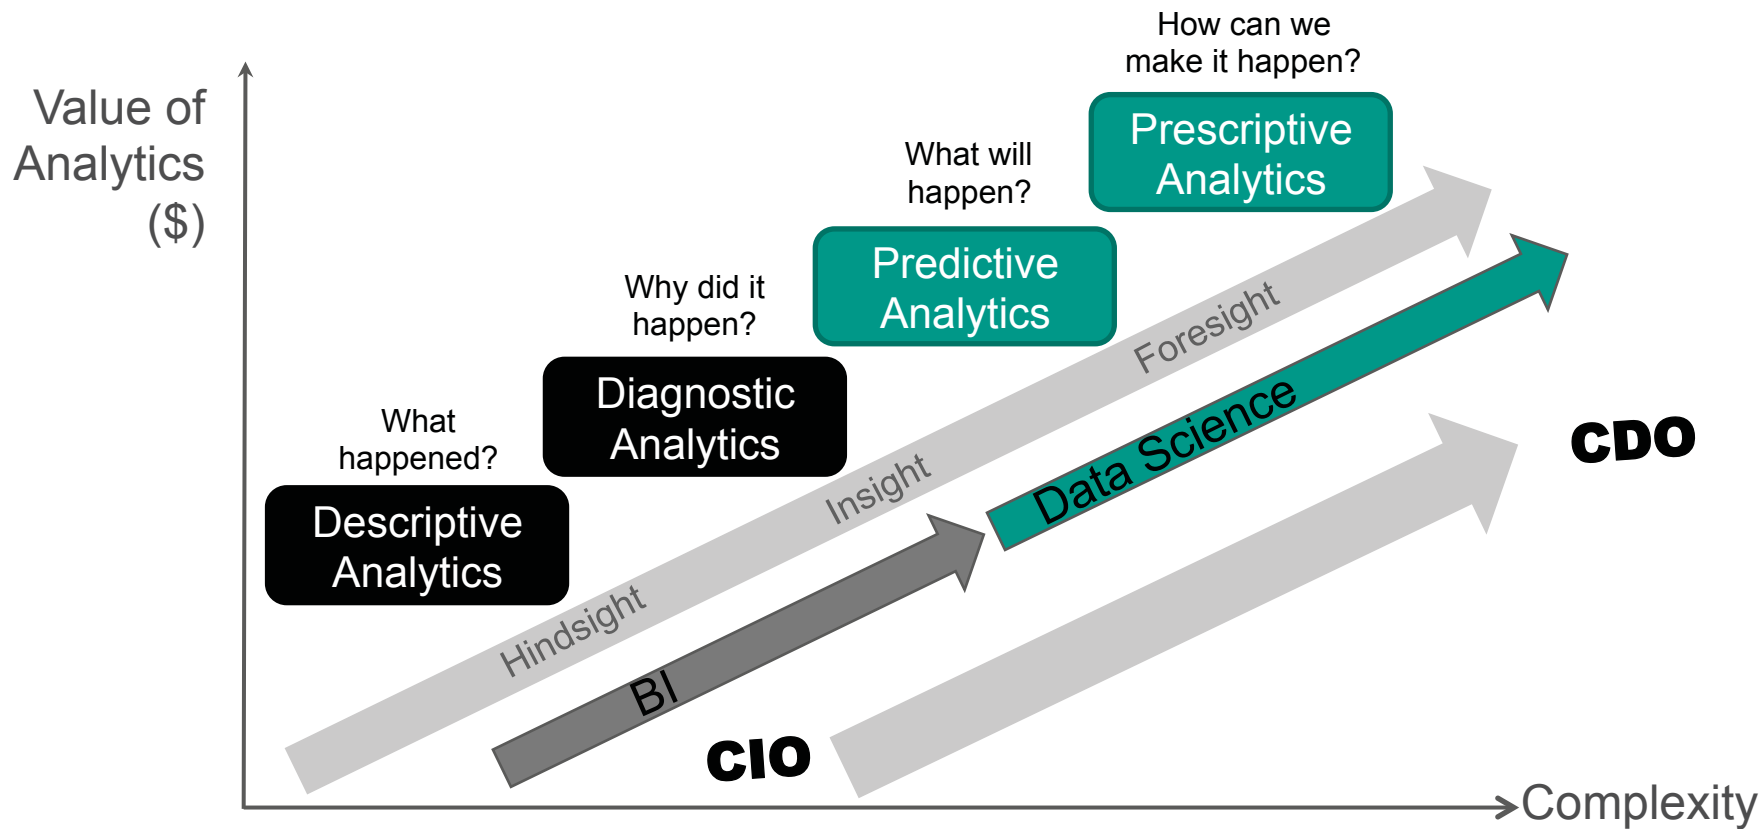 How can we
make it happen?
Prescriptive
Analytics
Value of
Analytics
($)
What will
happen?
Predictive
Analytics
Why did it
happen?
Diagnostic
Analytics
What
happened?
Descriptive
Analytics
Hindsight
Insight
Foresight
BI
Data Science
CIO
CDO
Complexity